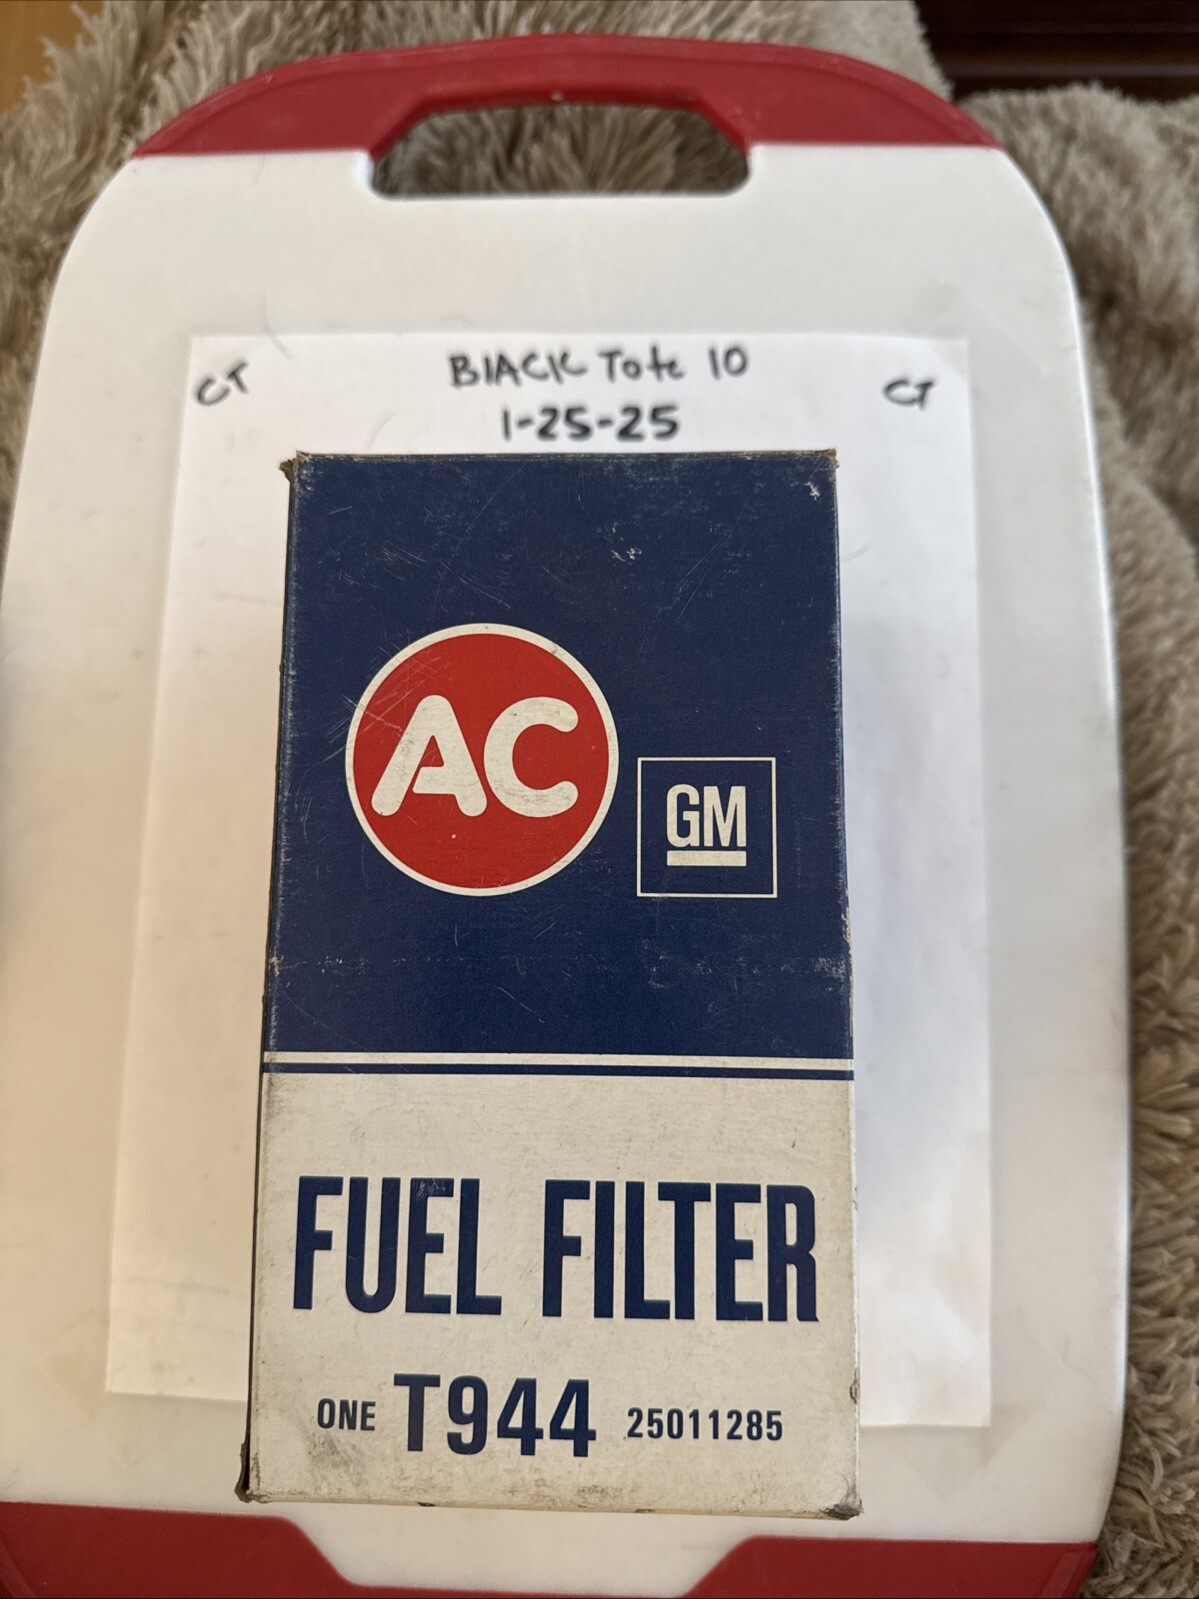 CT BlACK Tote 10 CT
1-25-25
AC
GM
FUEL FILTER
ONE T944 25011285